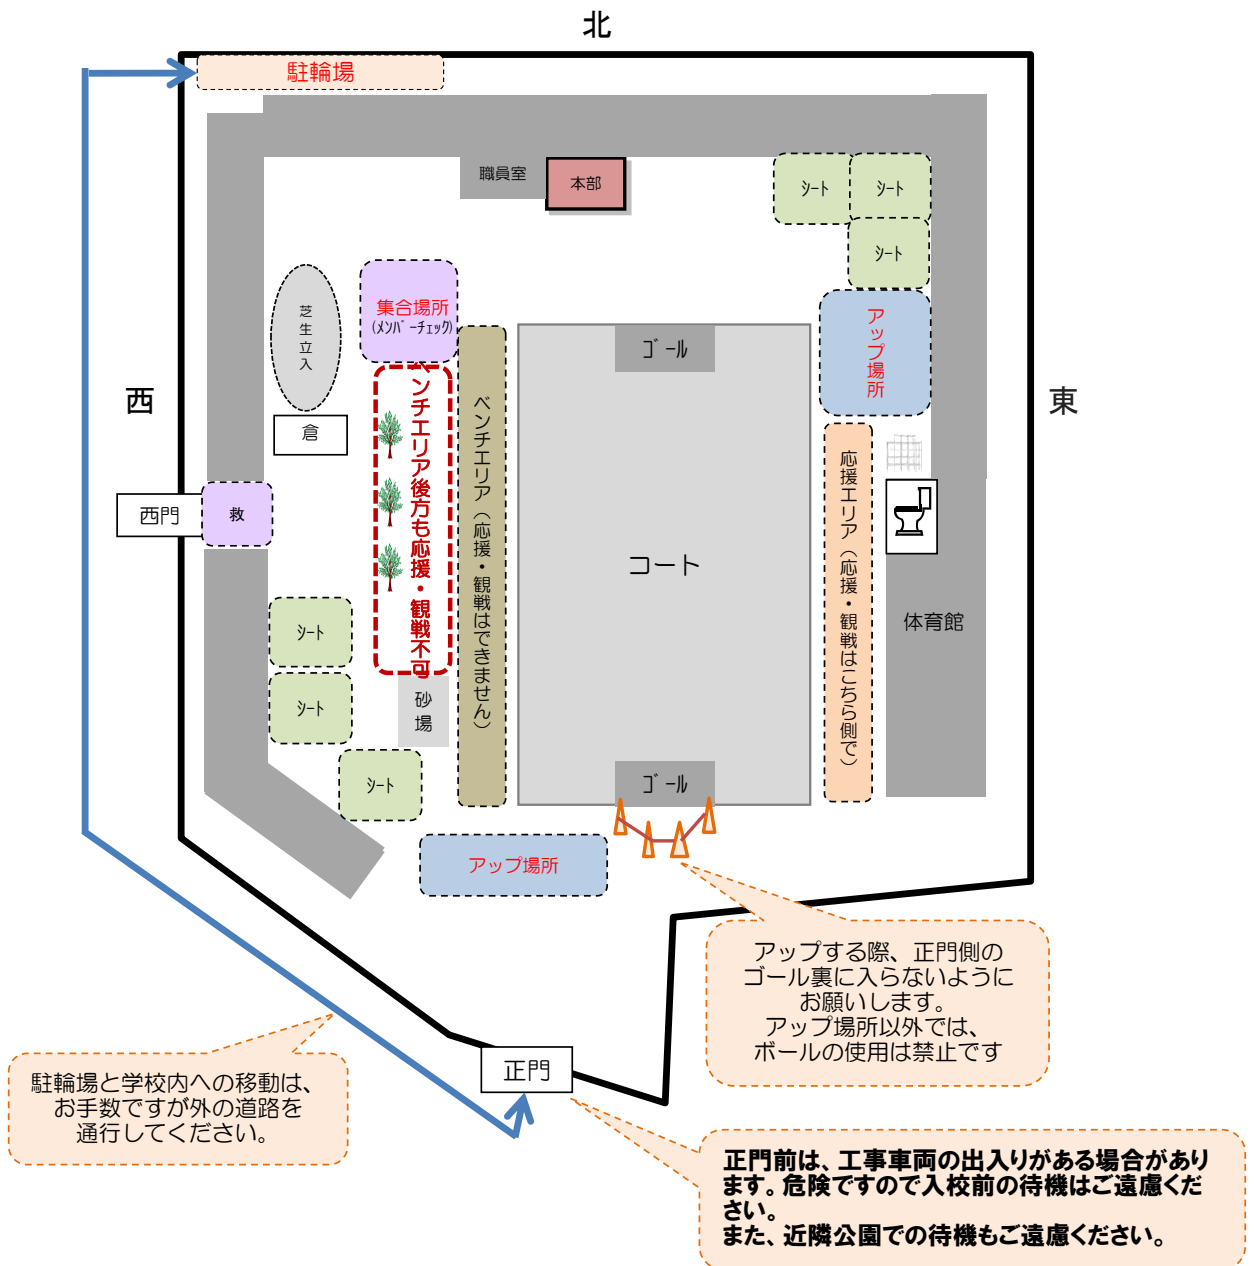 北
駐輪場
職員室
本部
シート
シート
シート
芝生立入
集合場所
(メンバーチェック)
ゴール
アップ場所
西
東
倉
ベンチエリア後方も応援・観戦不可
ベンチエリア（応援・観戦はできません）
応援エリア（応援・観戦はこちら側で）
西門
救
コート
体育館
シート
シート
砂場
シート
ゴール
アップ場所
アップする際、正門側の
ゴール裏に入らないように
お願いします。
アップ場所以外では、
ボールの使用は禁止です
正門
駐輪場と学校内への移動は、
お手数ですが外の道路を
通行してください。
正門前は、工事車両の出入りがある場合があり
ます。危険ですので入校前の待機はご遠慮くだ
さい。
また、近隣公園での待機もご遠慮ください。